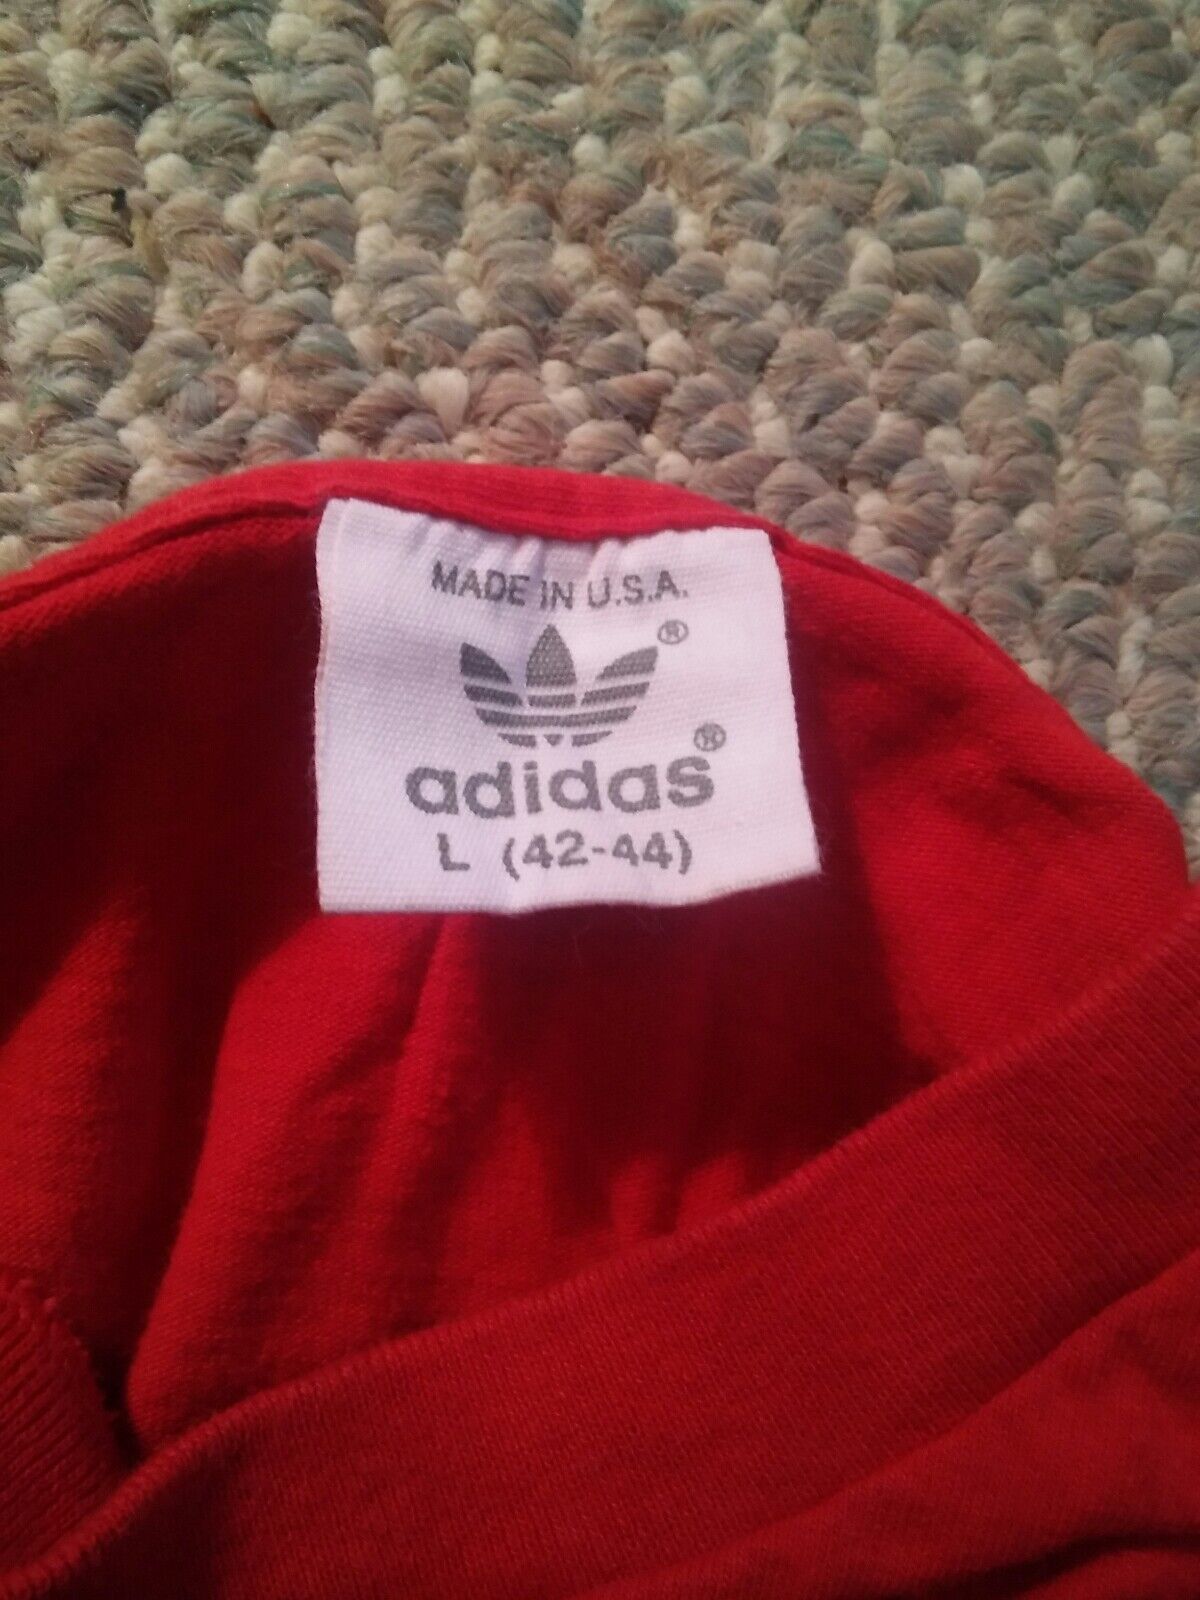 MADE IN U.S.A.
®
®
adidas
L (42-44)